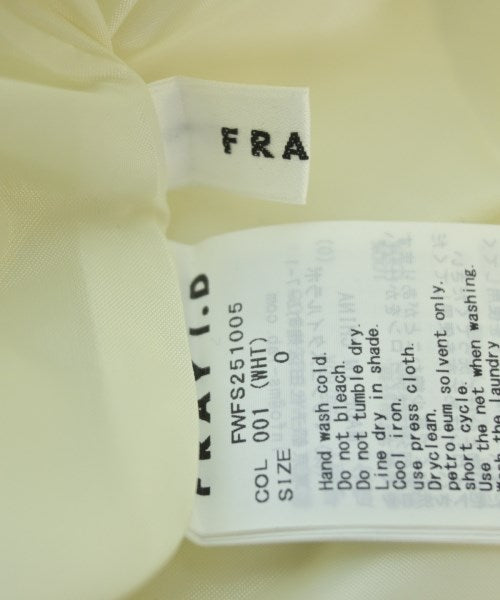 FRA
FRAY I.D
FWFS251005
COL 001 (WHT)
SIZE 0
Hand wash cold.
Do not bleach.
Do not tumble dry.
Line dry in shade.
Cool iron.
use press cloth.
Dryclean.
petroleum solvent only.
short cycle.
Use the net when washing.
the laundry